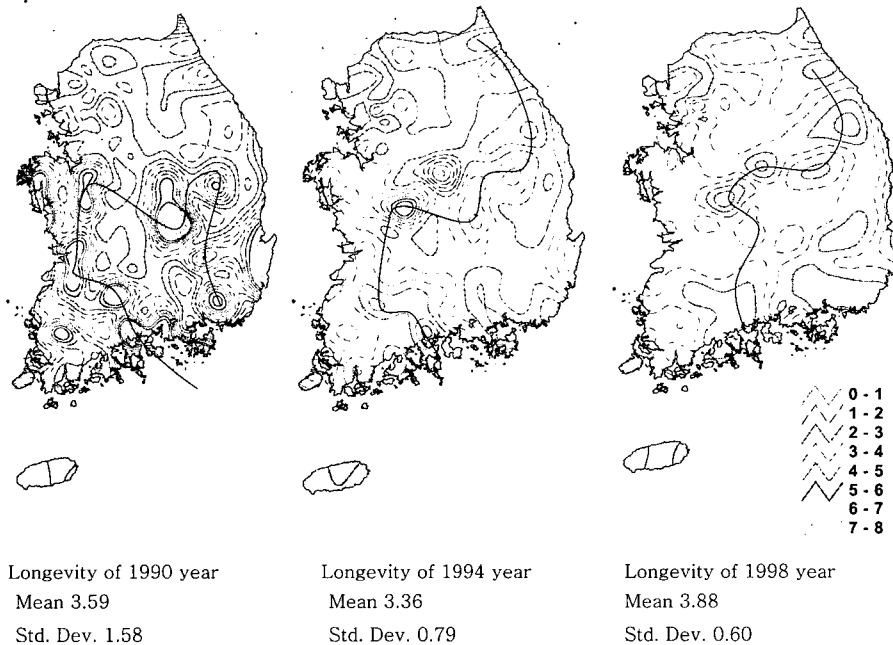 0 - 1
1 - 2
2 - 3
3 - 4
4 - 5
5 - 6
6 - 7
7 - 8
Longevity of 1990 year
Mean 3.59
Std. Dev. 1.58
Longevity of 1994 year
Mean 3.36
Std. Dev. 0.79
Longevity of 1998 year
Mean 3.88
Std. Dev. 0.60